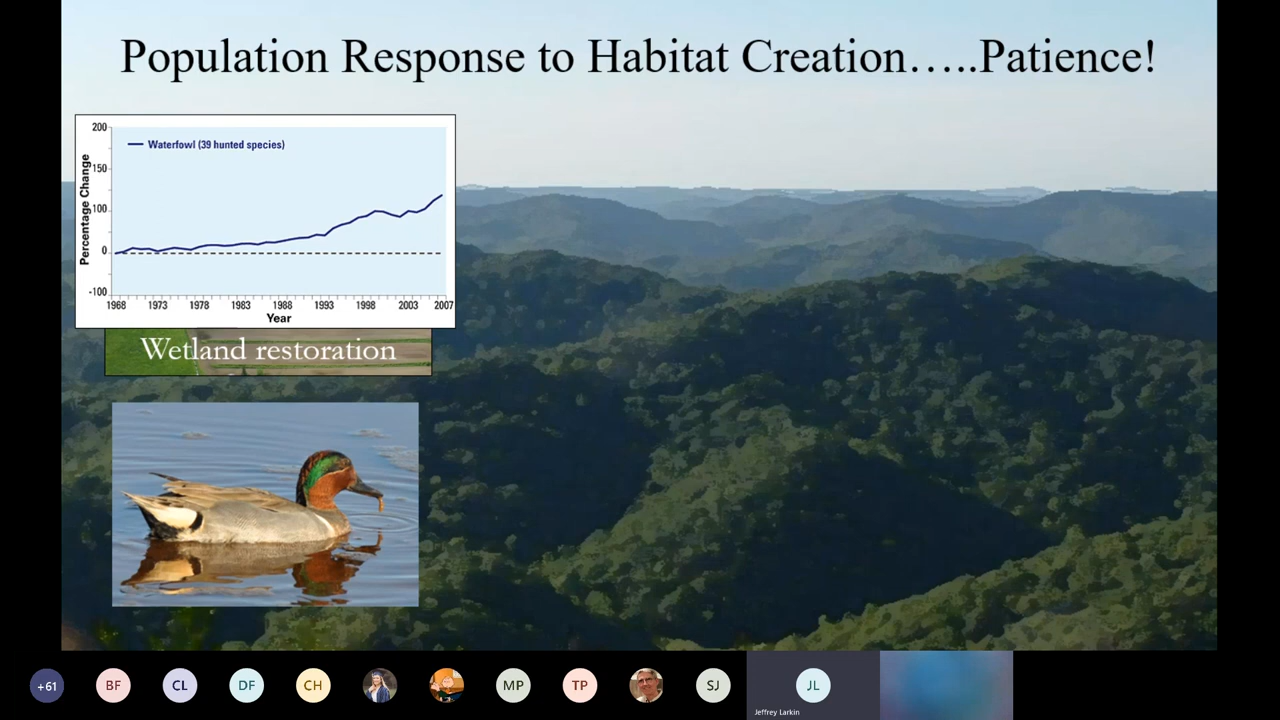 Population Response to Habitat Creation…..Patience!
200
150
100
0
-100
Percentage Change
Waterfowl (39 hunted species)
1968 1973 1978 1983 1988 1993 1998 2003 2007
Year
Wetland restoration
+61 BF CL DF CH MP TP SJ JL
Jeffrey Larkin